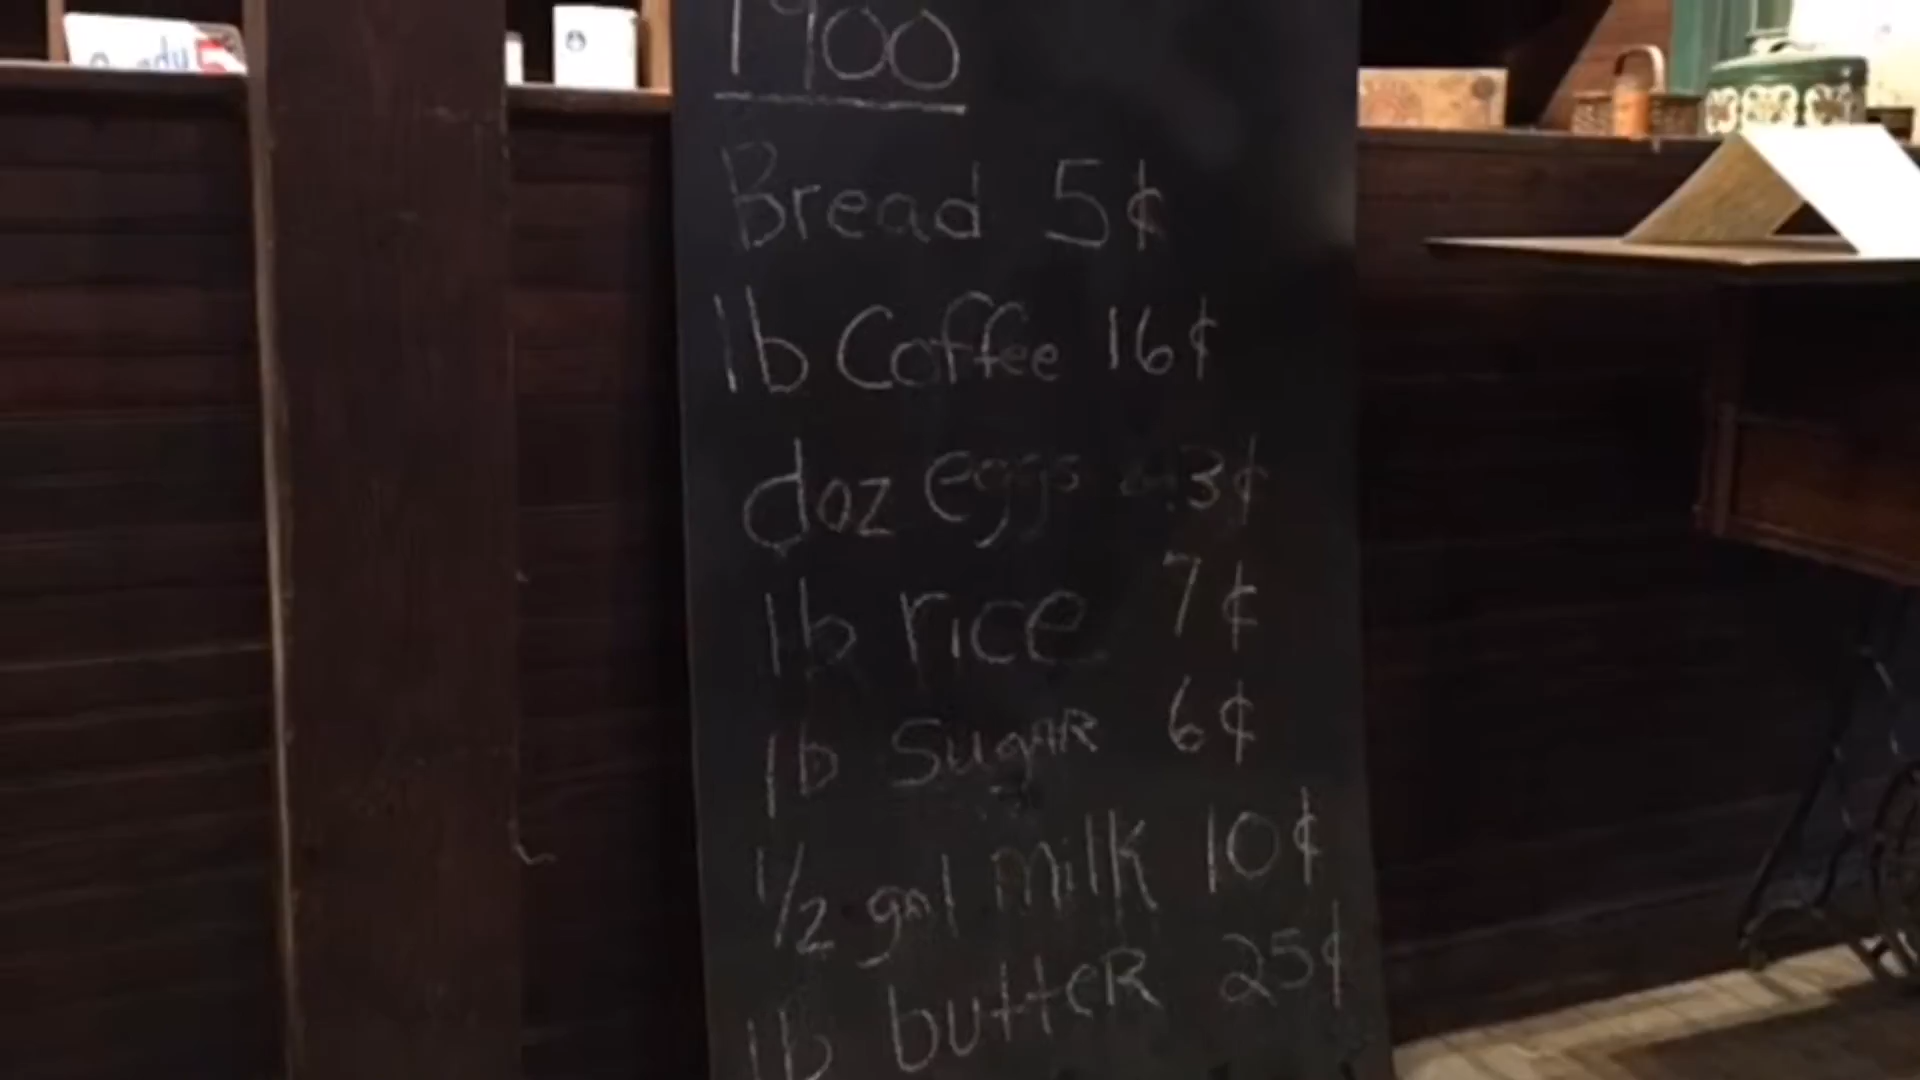 1900
Bread 5¢
lb Coffee 16¢
doz eggs 3¢
lb rice 7¢
lb SugaR 6¢
1/2 gal Milk 10¢
lb butteR 25¢